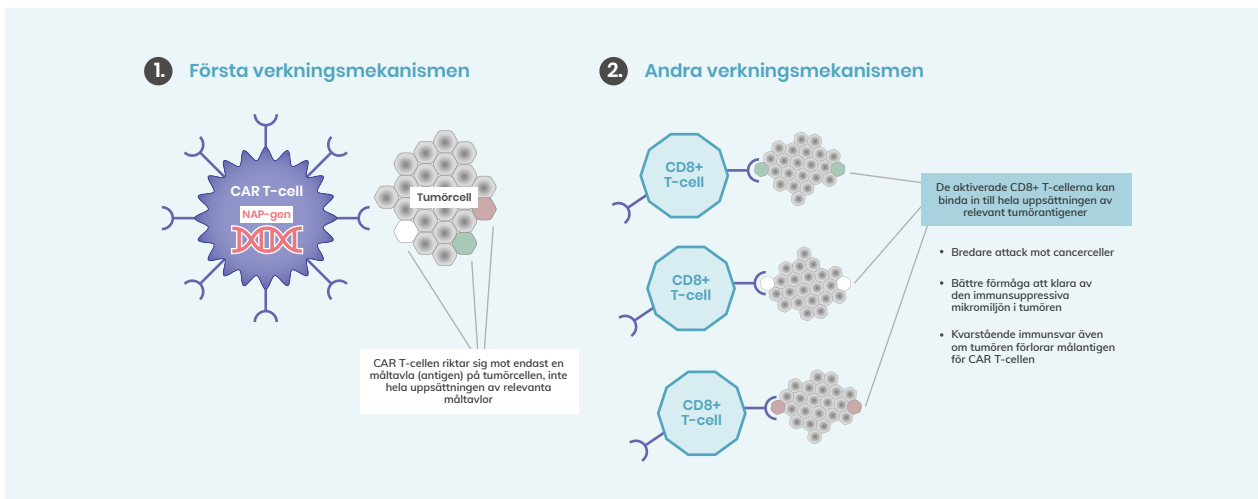 1.
Första verkningsmekanismen
CAR T-cell
NAP-gen
Tumörcell
CAR T-cellen riktar sig mot endast en
måltavla (antigen) på tumörcellen, inte
hela uppsättningen av relevanta
måltavlor
2.
Andra verkningsmekanismen
CD8+
T-cell
CD8+
T-cell
CD8+
T-cell
De aktiverade CD8+ T-cellerna kan
binda in till hela uppsättningen av
relevant tumörantigener
• Bredare attack mot cancerceller
• Bättre förmåga att klara av
den immunsuppressiva
mikromiljön i tumören
• Kvarstående immunsvar även
om tumören förlorar målantigen
för CAR T-cellen